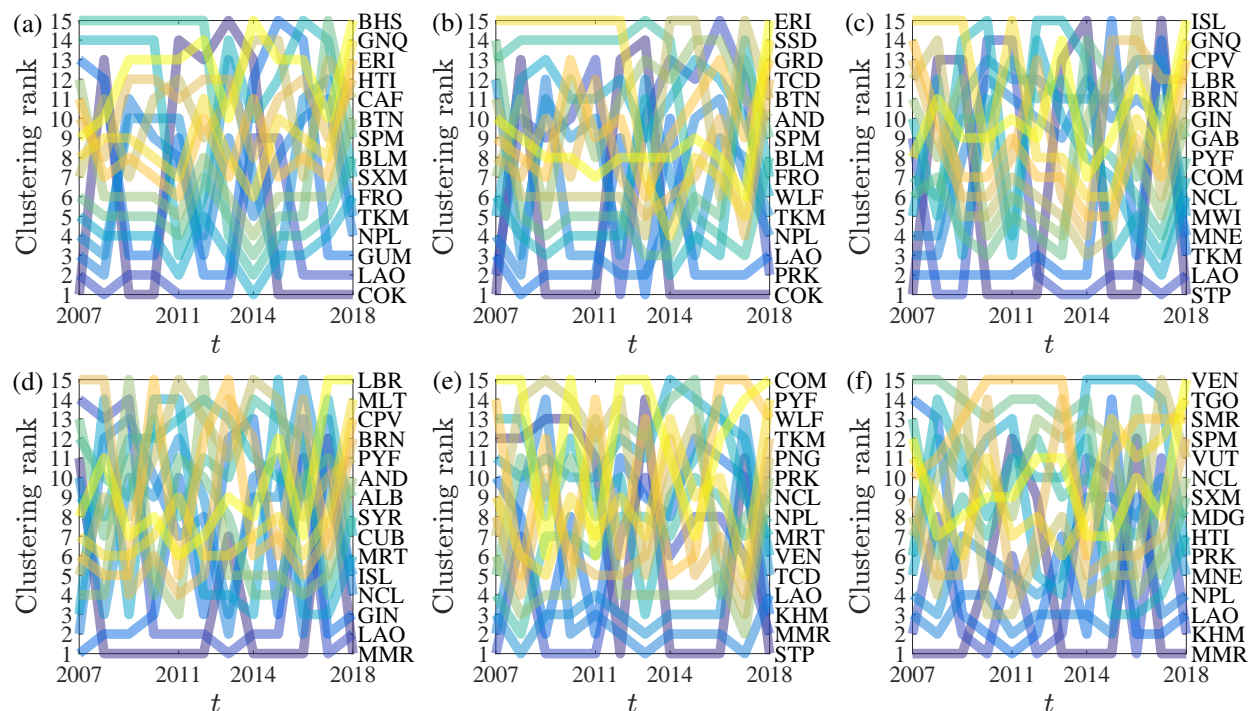 (a)
Clustering rank
15
14
13
12
11
10
9
8
7
6
5
4
3
2
1
BHS
GNQ
ERI
HTI
CAF
BTN
SPM
BLM
SXM
FRO
TKM
NPL
GUM
LAO
COK
2007 2011 2014 2018
t
(b)
Clustering rank
15
14
13
12
11
10
9
8
7
6
5
4
3
2
1
ERI
SSD
GRD
TCD
BTN
AND
SPM
BLM
FRO
WLF
TKM
NPL
LAO
PRK
COK
2007 2011 2014 2018
t
(c)
Clustering rank
15
14
13
12
11
10
9
8
7
6
5
4
3
2
1
ISL
GNQ
CPV
LBR
BRN
GIN
GAB
PYF
COM
NCL
MWI
MNE
TKM
LAO
STP
2007 2011 2014 2018
t
(d)
Clustering rank
15
14
13
12
11
10
9
8
7
6
5
4
3
2
1
LBR
MLT
CPV
BRN
PYF
AND
ALB
SYR
CUB
MRT
ISL
NCL
GIN
LAO
MMR
2007 2011 2014 2018
t
(e)
Clustering rank
15
14
13
12
11
10
9
8
7
6
5
4
3
2
1
COM
PYF
WLF
TKM
PNG
PRK
NCL
NPL
MRT
VEN
TCD
LAO
KHM
MMR
STP
2007 2011 2014 2018
t
(f)
Clustering rank
15
14
13
12
11
10
9
8
7
6
5
4
3
2
1
VEN
TGO
SMR
SPM
VUT
NCL
SXM
MDG
HTI
PRK
MNE
NPL
LAO
KHM
MMR
2007 2011 2014 2018
t